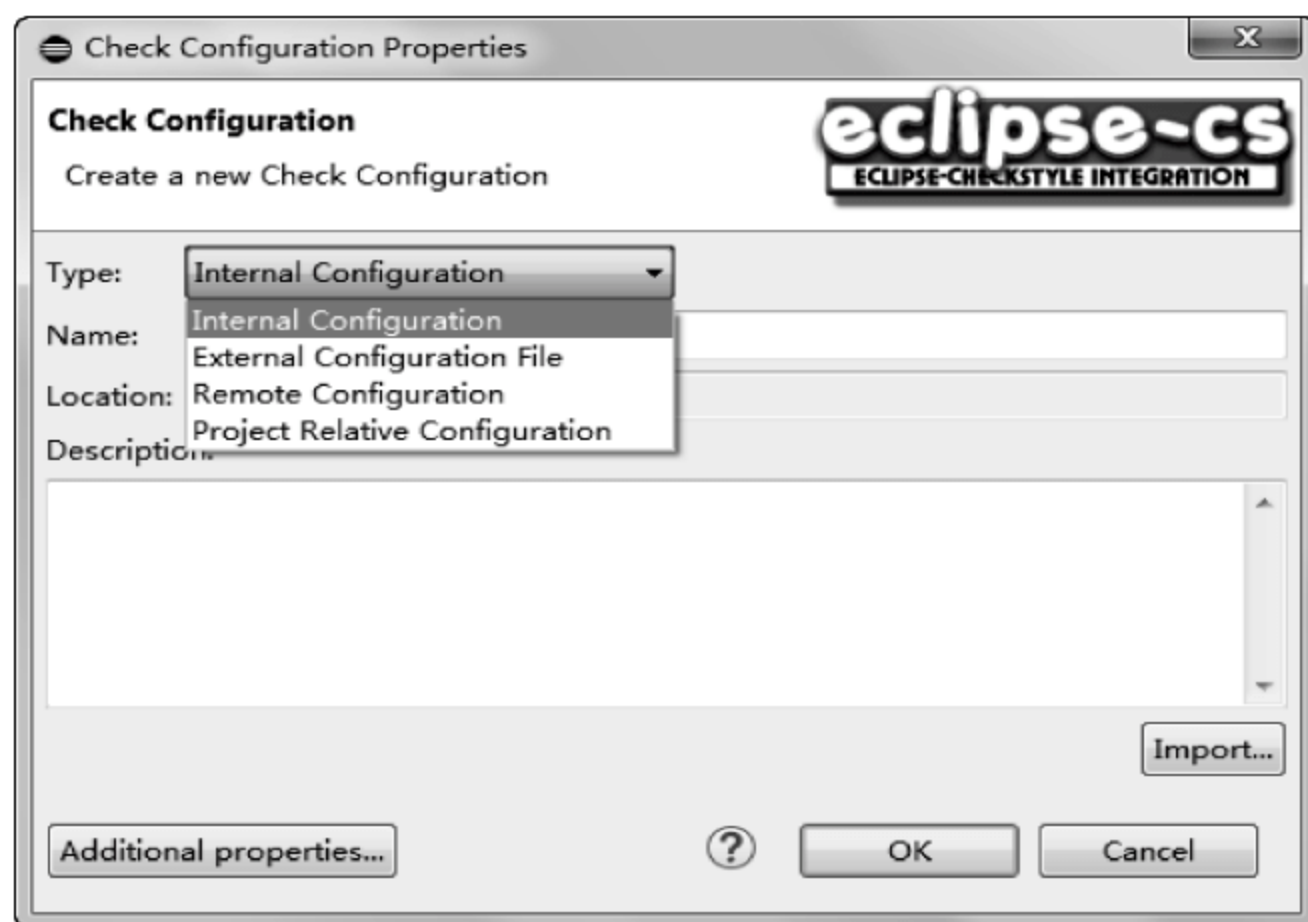 Check Configuration Properties
Check Configuration
Create a new Check Configuration
eclipse-cs
ECLIPSE-CHECKSTYLE INTEGRATION
Type: Internal Configuration
Internal Configuration
Name:
External Configuration File
Location: Remote Configuration
Project Relative Configuration
Description:
Import...
Additional properties... ? OK Cancel